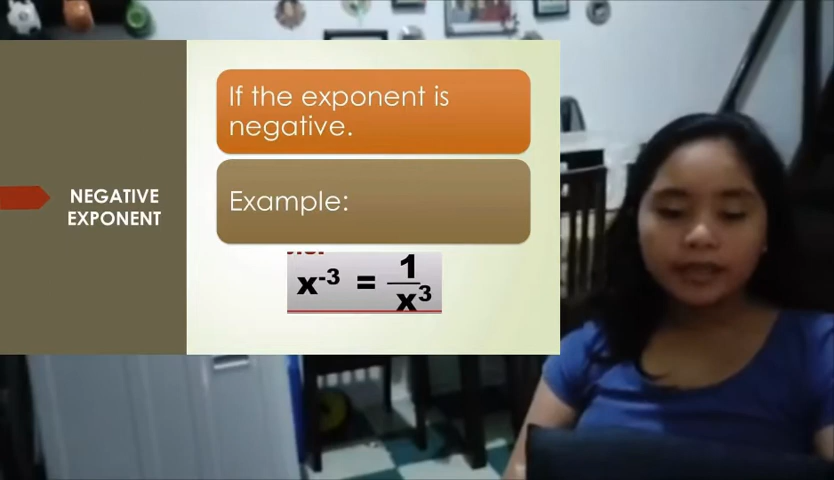 If the exponent is
negative.
NEGATIVE
EXPONENT
Example:
x⁻³ = 1/x³